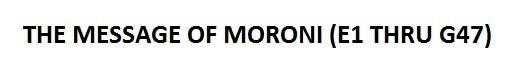 THE MESSAGE OF MORONI (E1 THRU G47)